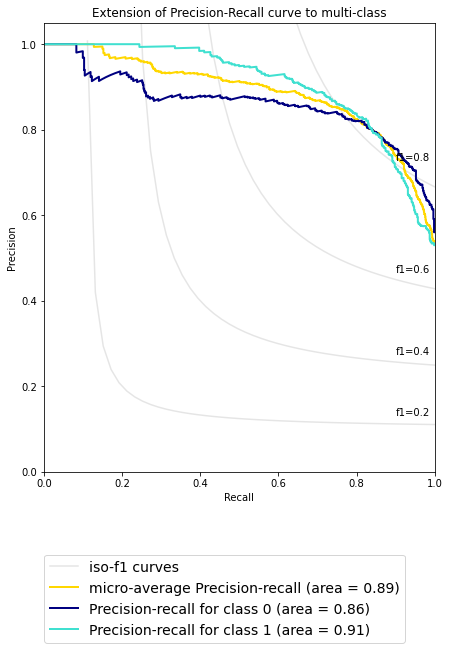 Extension of Precision-Recall curve to multi-class
1.0
0.8
0.6
0.4
0.2
0.0
Precision
f1=0.8
f1=0.6
f1=0.4
f1=0.2
0.0 0.2 0.4 0.6 0.8 1.0
Recall
iso-f1 curves
micro-average Precision-recall (area = 0.89)
Precision-recall for class 0 (area = 0.86)
Precision-recall for class 1 (area = 0.91)